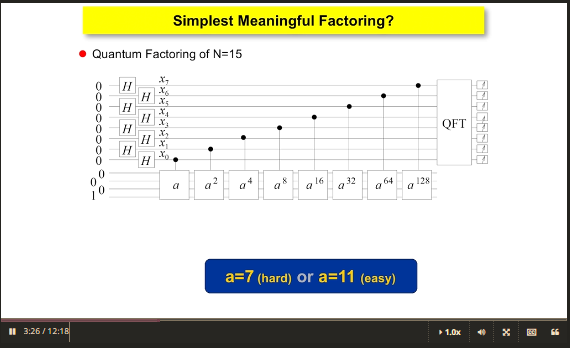 Simplest Meaningful Factoring?
Quantum Factoring of N=15
0 H x₇
0 H x₆
0 H x₅
0 H x₄
0 H x₃
0 H x₂
0 H x₁
0 H x₀
QFT
0
0
0
1
a a² a⁴ a⁸ a¹⁶ a³² a⁶⁴ a¹²⁸
a=7 (hard) or a=11 (easy)
3:26 / 12:18 1.0x